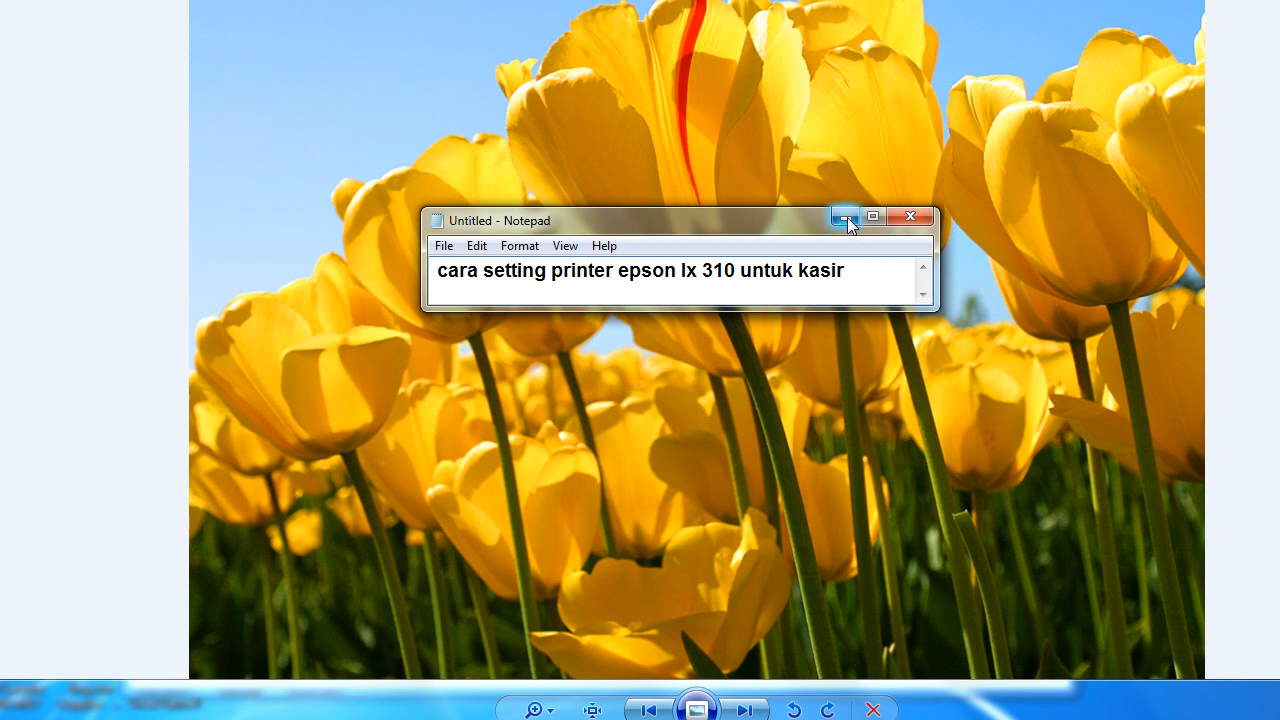 Untitled - Notepad
File Edit Format View Help
cara setting printer epson lx 310 untuk kasir